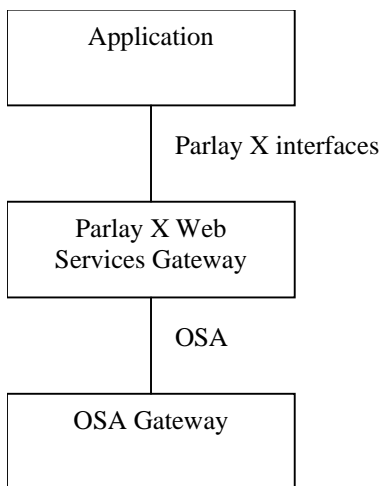 Application
Parlay X interfaces
Parlay X Web
Services Gateway
OSA
OSA Gateway